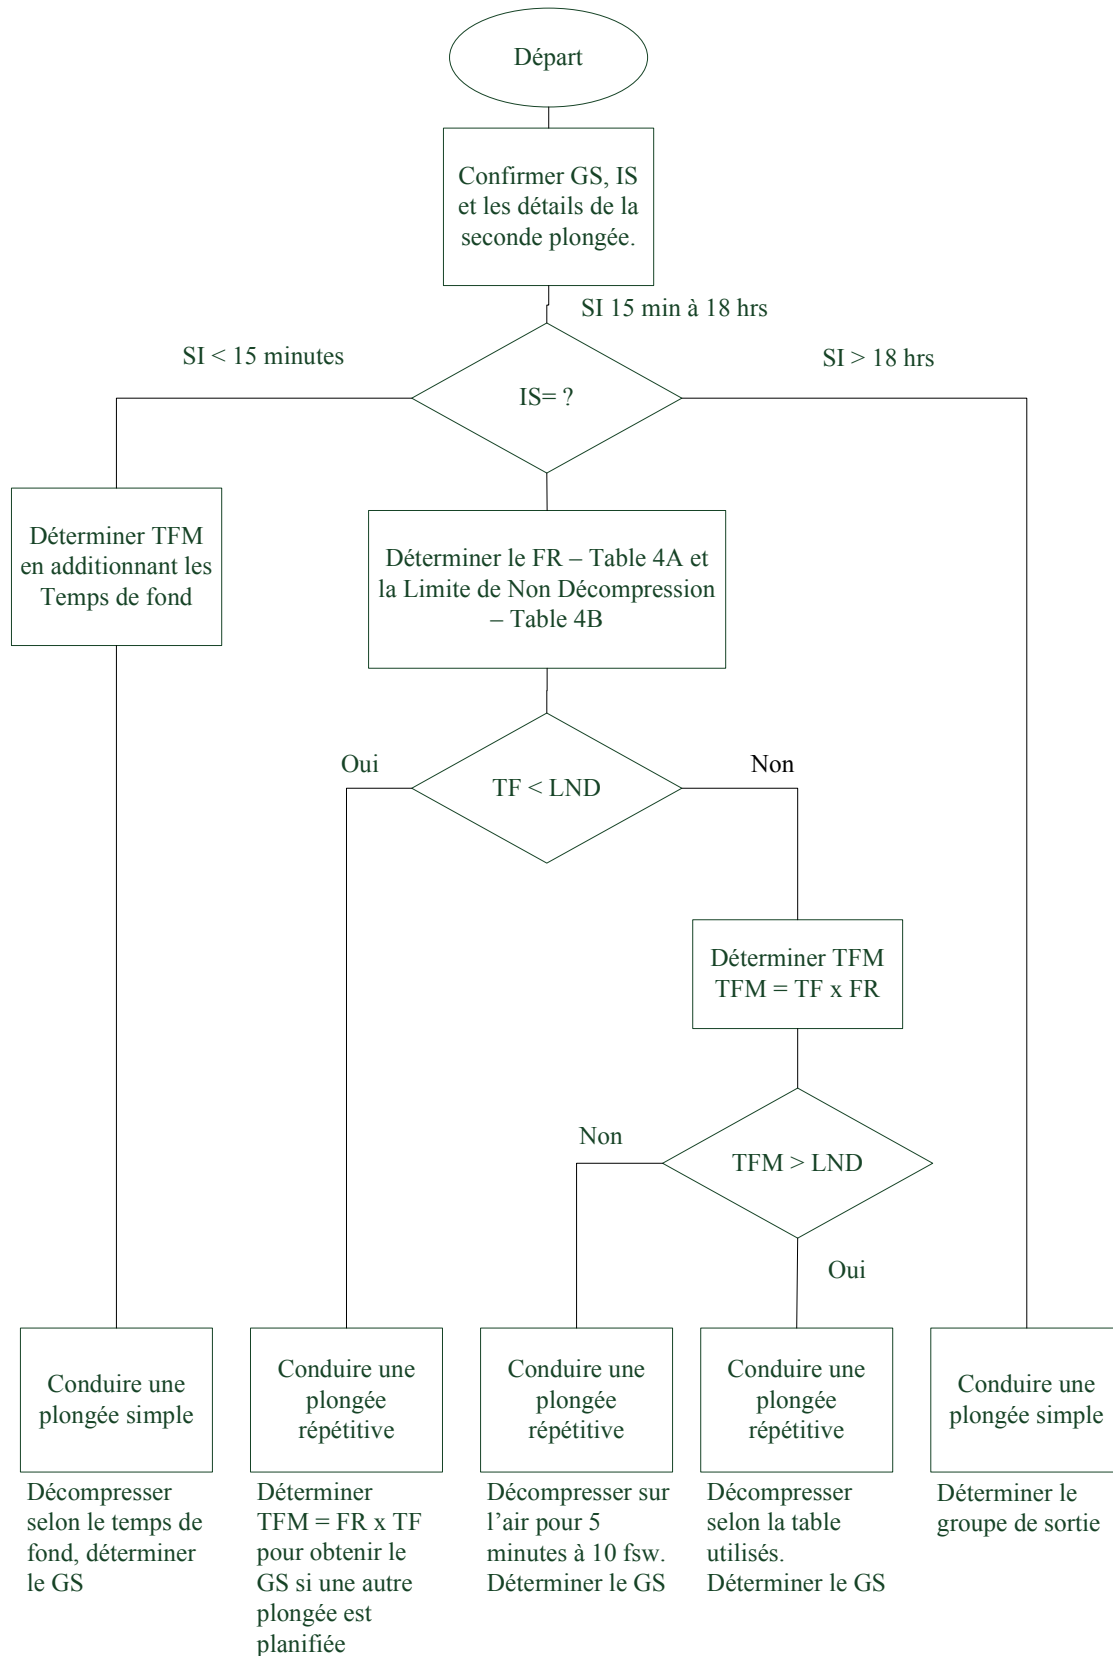 Départ
Confirmer GS, IS
et les détails de la
seconde plongée.
SI 15 min à 18 hrs
SI < 15 minutes
SI > 18 hrs
IS= ?
Déterminer TFM
en additionnant les
Temps de fond
Déterminer le FR – Table 4A et
la Limite de Non Décompression
– Table 4B
Oui
Non
TF < LND
Déterminer TFM
TFM = TF x FR
Non
TFM > LND
Oui
Conduire une
plongée simple
Conduire une
plongée
répétitive
Conduire une
plongée
répétitive
Conduire une
plongée
répétitive
Conduire une
plongée simple
Décompresser
selon le temps de
fond, déterminer
le GS
Déterminer
TFM = FR x TF
pour obtenir le
GS si une autre
plongée est
planifiée
Décompresser sur
l’air pour 5
minutes à 10 fsw.
Déterminer le GS
Décompresser
selon la table
utilisés.
Déterminer le GS
Déterminer le
groupe de sortie